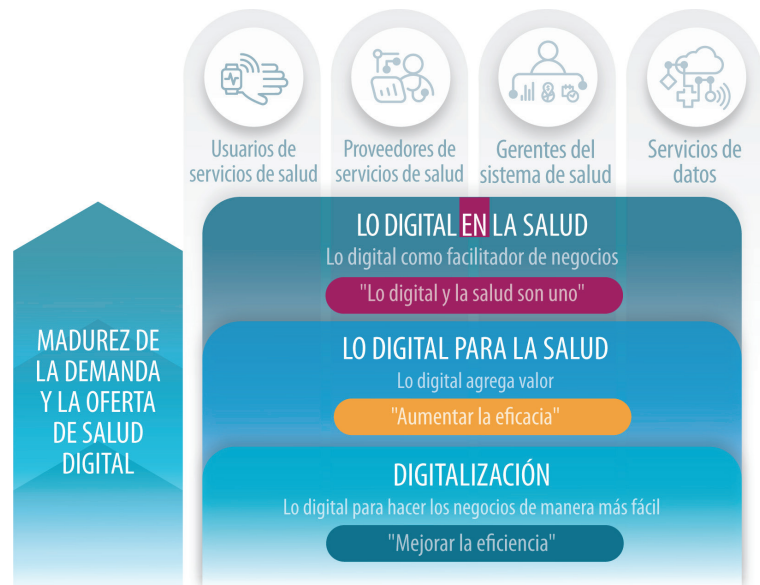 Usuarios de
servicios de salud
Proveedores de
servicios de salud
Gerentes del
sistema de salud
Servicios de
datos
MADUREZ DE
LA DEMANDA
Y LA OFERTA
DE SALUD
DIGITAL
LO DIGITAL EN LA SALUD
Lo digital como facilitador de negocios
"Lo digital y la salud son uno"
LO DIGITAL PARA LA SALUD
Lo digital agrega valor
"Aumentar la eficacia"
DIGITALIZACIÓN
Lo digital para hacer los negocios de manera más fácil
"Mejorar la eficiencia"